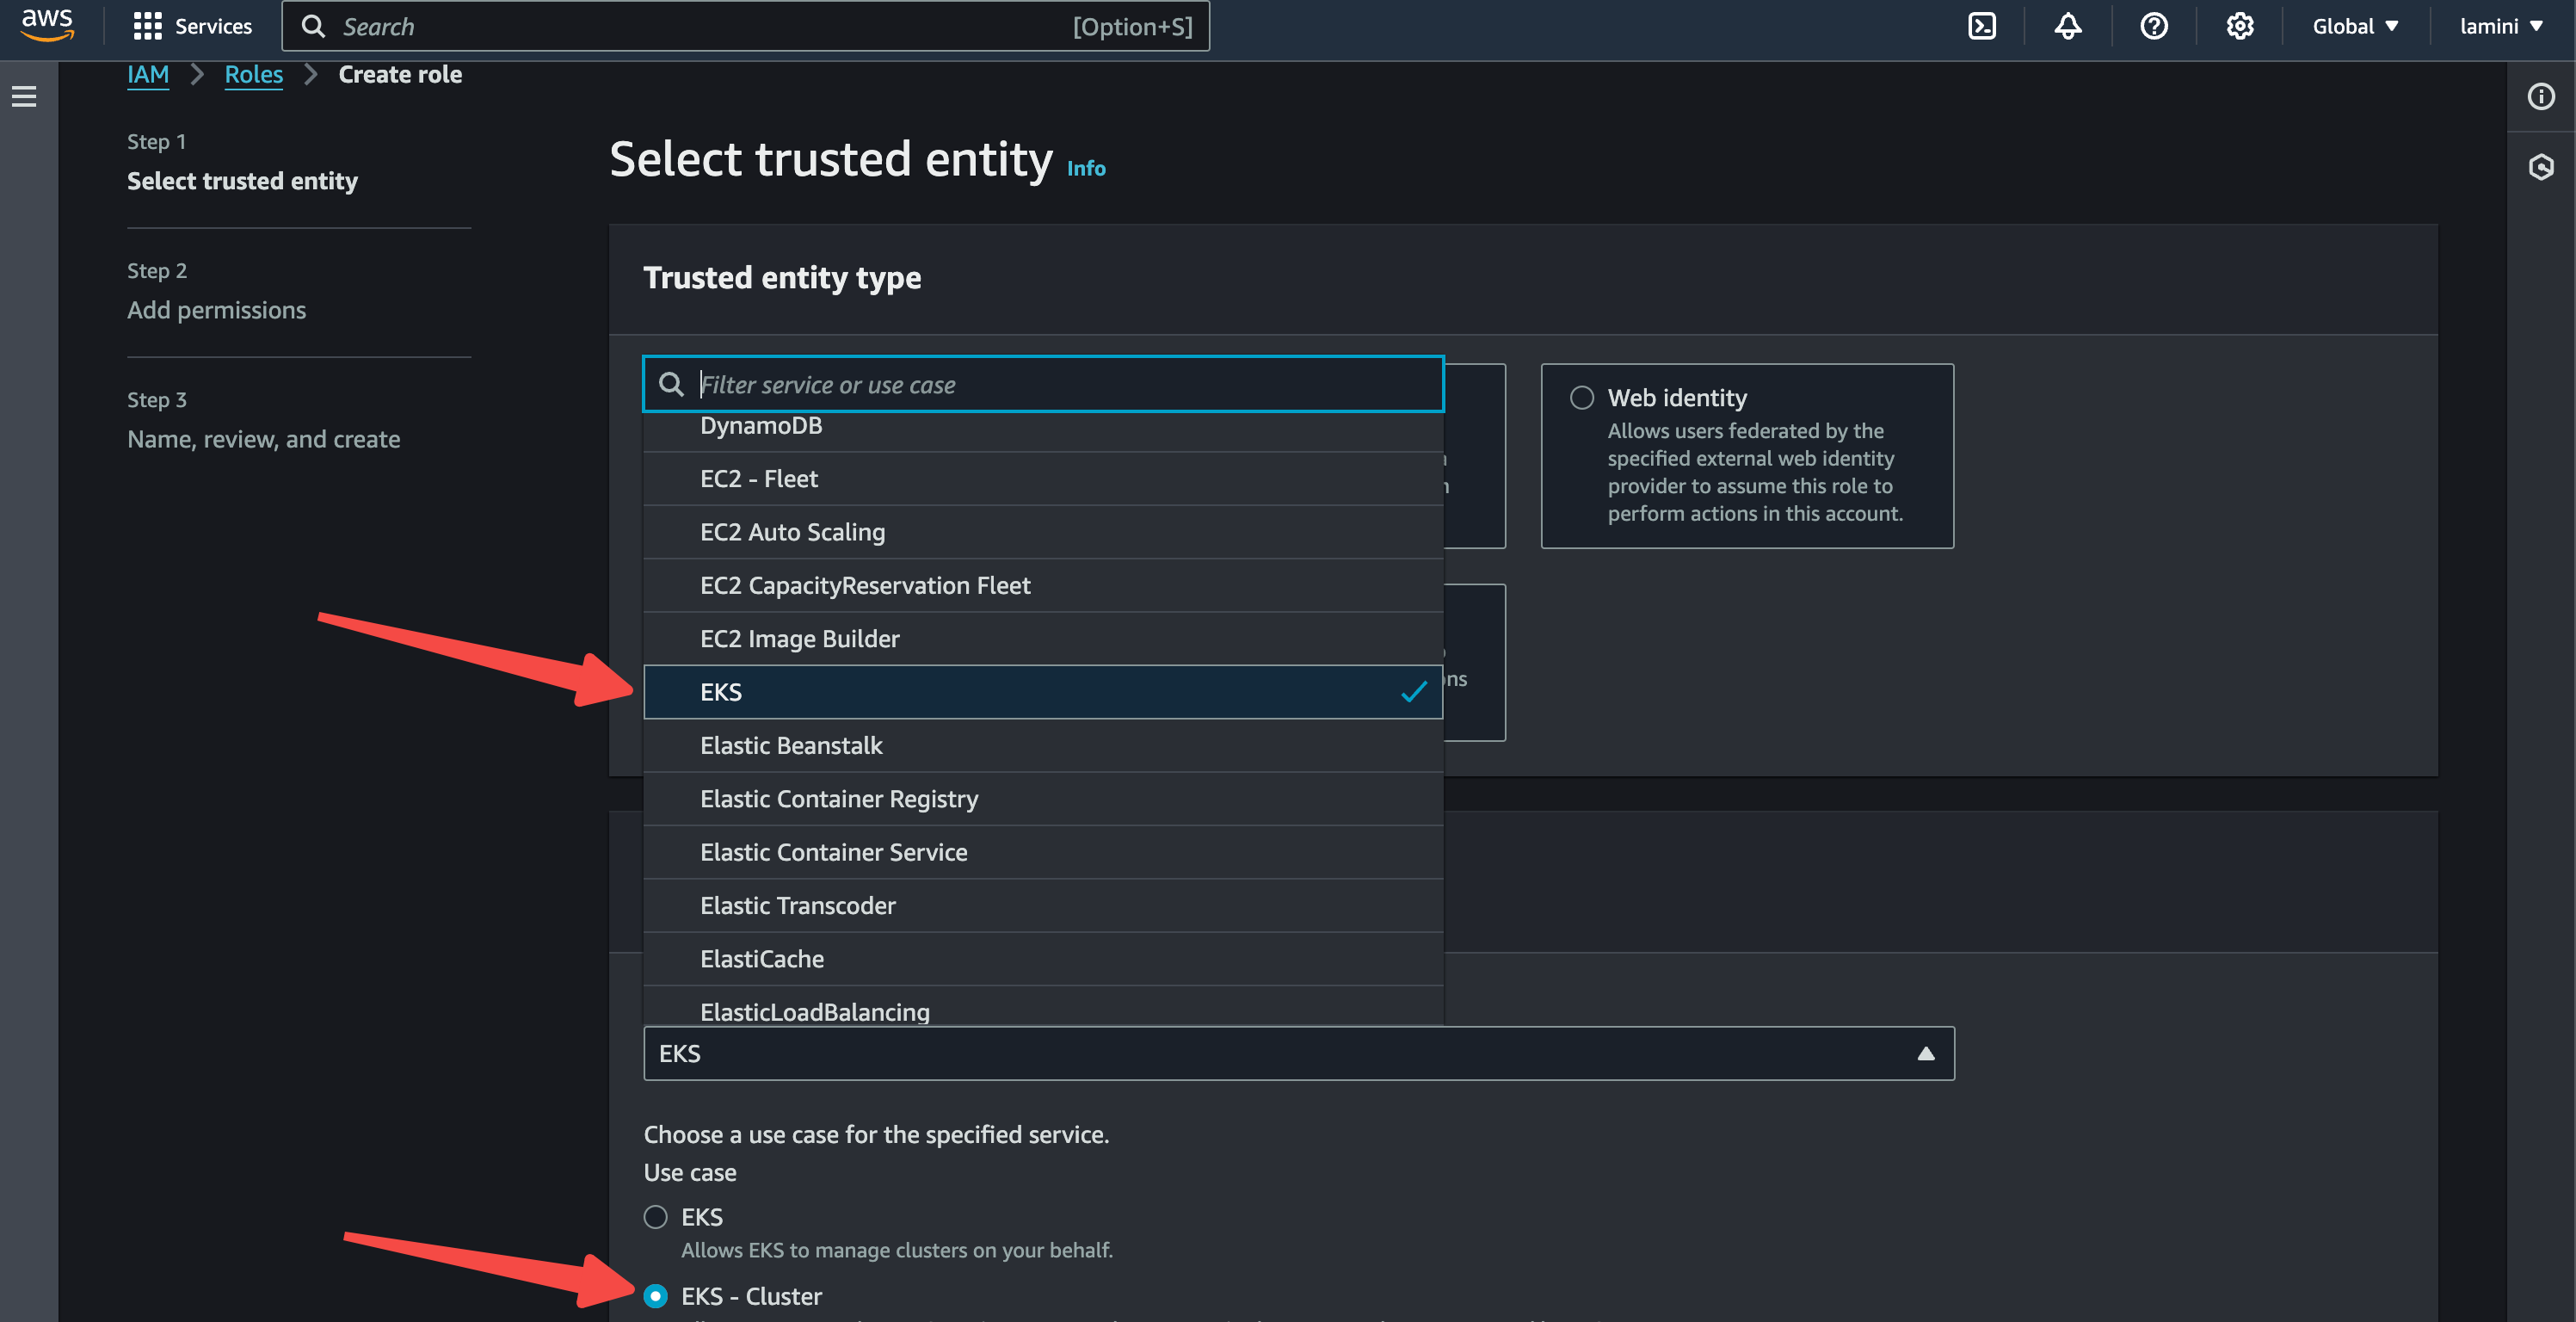 aws
Services
Search
[Option+S]
Global
lamini
IAM
Roles
Create role
Step 1
Select trusted entity
Step 2
Add permissions
Step 3
Name, review, and create
Select trusted entity Info
Trusted entity type
Filter service or use case
DynamoDB
EC2 - Fleet
EC2 Auto Scaling
EC2 CapacityReservation Fleet
EC2 Image Builder
EKS
Elastic Beanstalk
Elastic Container Registry
Elastic Container Service
Elastic Transcoder
ElastiCache
ElasticLoadBalancing
Web identity
Allows users federated by the
specified external web identity
provider to assume this role to
perform actions in this account.
EKS
Choose a use case for the specified service.
Use case
EKS
Allows EKS to manage clusters on your behalf.
EKS - Cluster